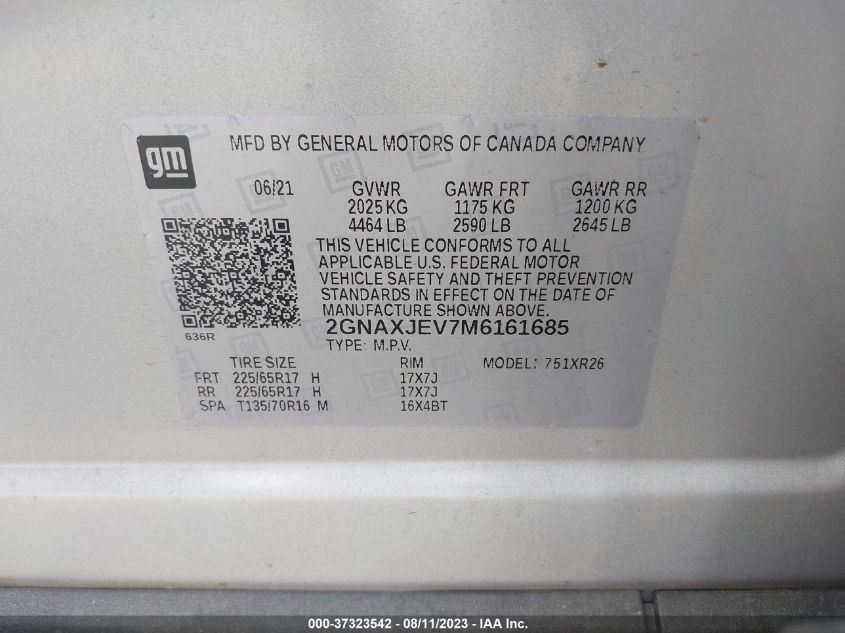 gm
MFD BY GENERAL MOTORS OF CANADA COMPANY
06/21 GVWR GAWR FRT GAWR RR
2025 KG 1175 KG 1200 KG
4464 LB 2590 LB 2645 LB
THIS VEHICLE CONFORMS TO ALL
APPLICABLE U.S. FEDERAL MOTOR
VEHICLE SAFETY AND THEFT PREVENTION
STANDARDS IN EFFECT ON THE DATE OF
MANUFACTURE SHOWN ABOVE.
2GNAXJEV7M6161685
636R
TYPE: M.P.V.
TIRE SIZE RIM MODEL: 751XR26
FRT 225/65R17 H 17X7J
RR 225/65R17 H 17X7J
SPA T135/70R16 M 16X4BT
000-37323542 - 08/11/2023 - Copyright © IAA, Inc.